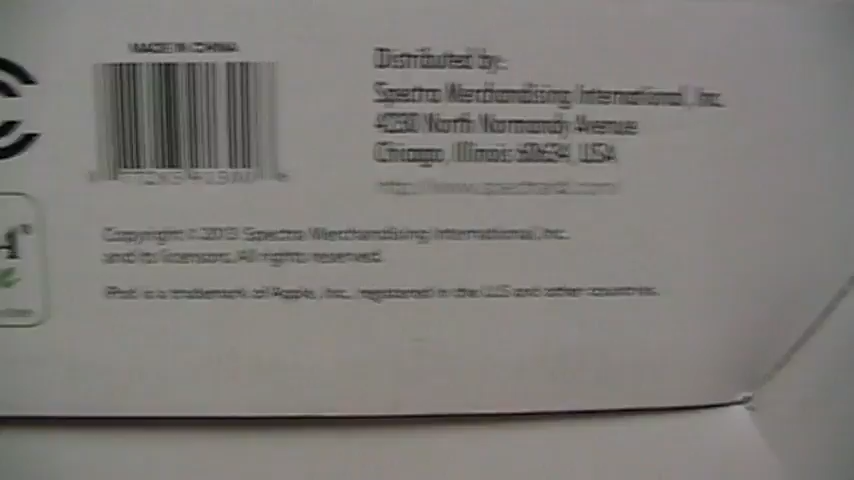 MADE IN CHINA
Distributed by:
Spectra Merchandising International, Inc.
4230 North Normandy Avenue
Chicago, Illinois 60634, USA
Copyright © 2013 Spectra Merchandising International, Inc.
and its licensors. All rights reserved.
iPod is a trademark of Apple, Inc., registered in the U.S. and other countries.